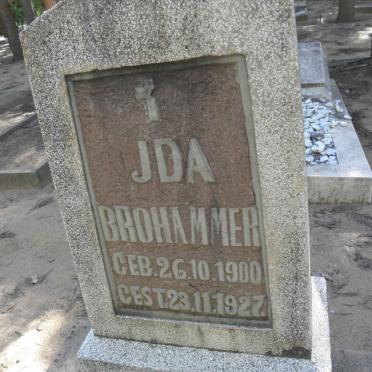 JDA
BROHAMMER
GEB. 26.10 1900
GEST. 23.11.1927